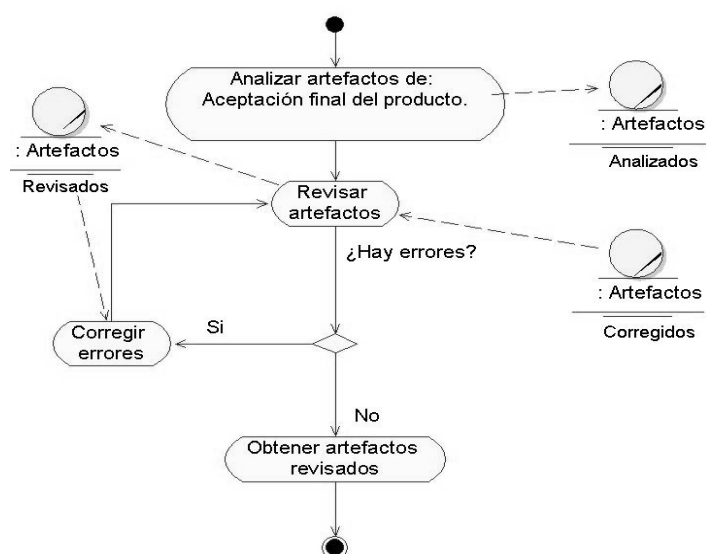 Analizar artefactos de:
Aceptación final del producto.
: Artefactos
Analizados
: Artefactos
Revisados
Revisar
artefactos
¿Hay errores?
: Artefactos
Corregidos
Corregir
errores
Si
No
Obtener artefactos
revisados